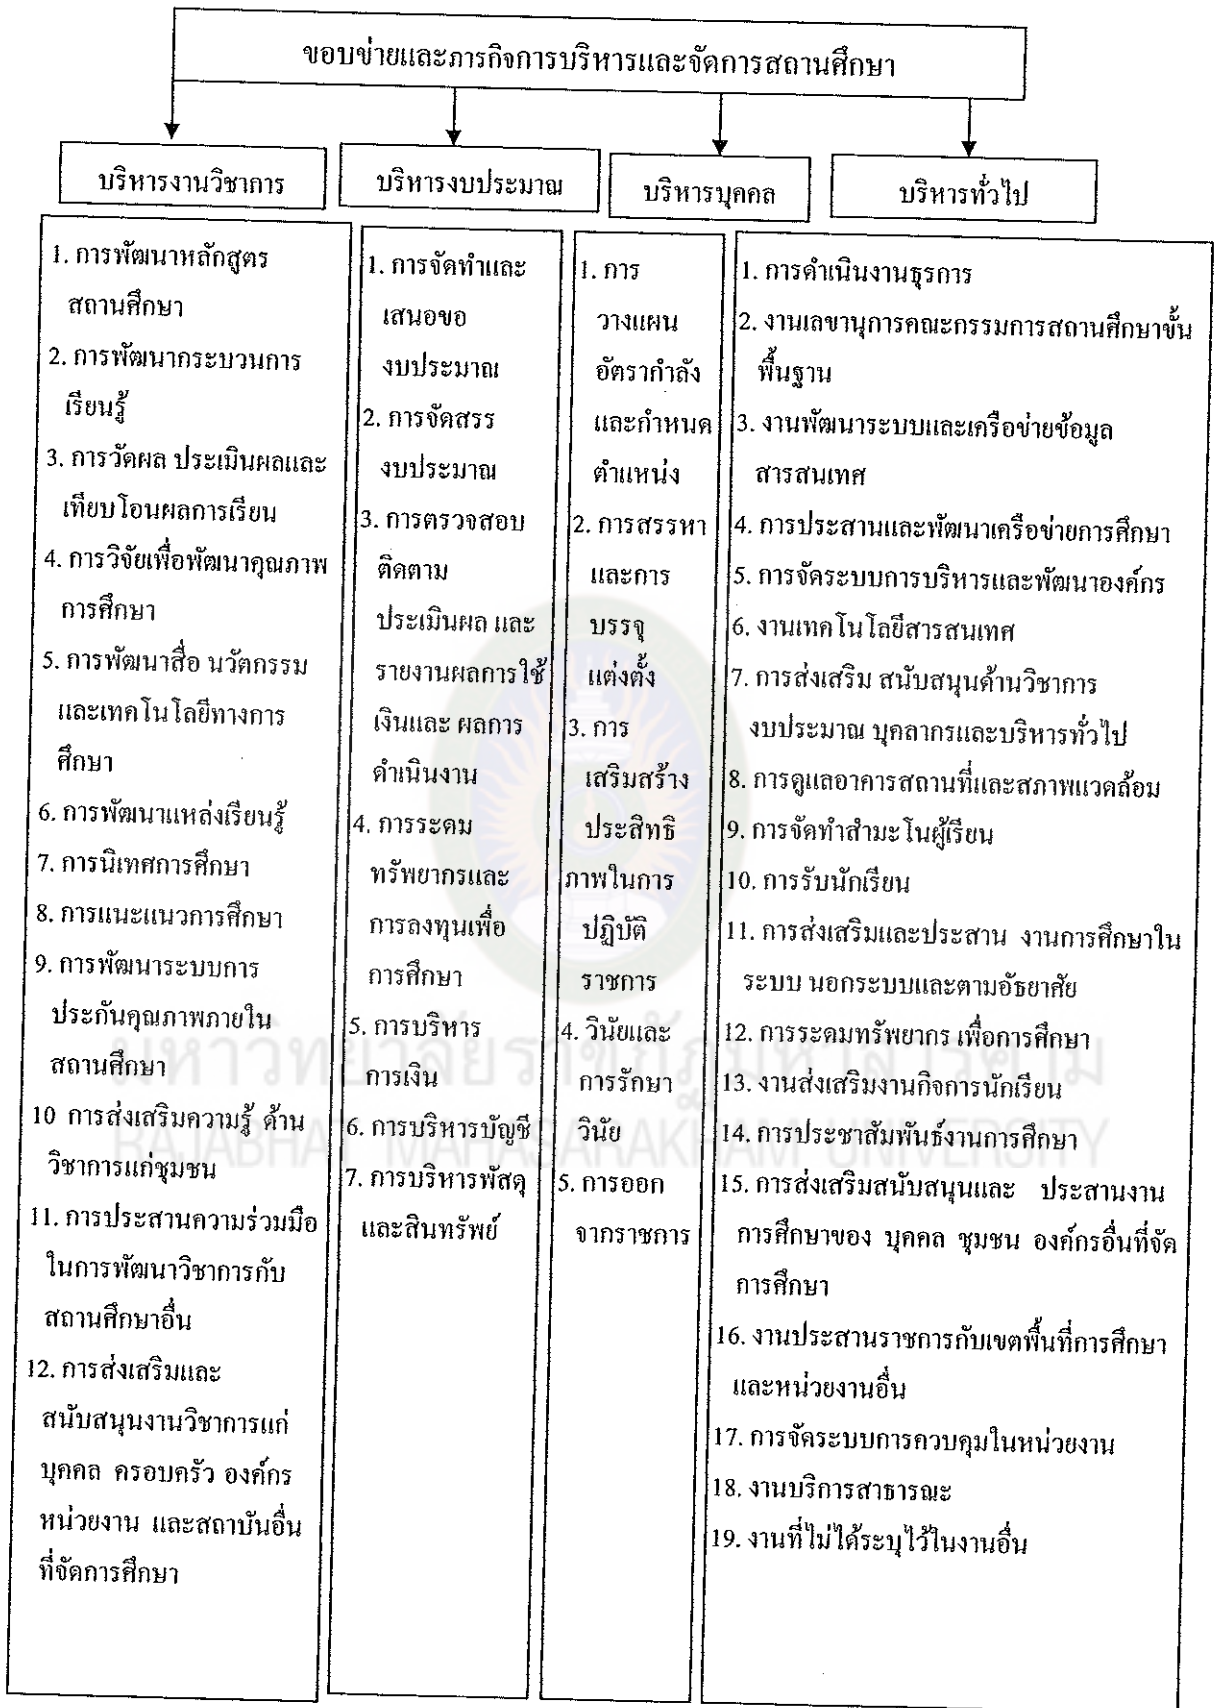 ขอบข่ายและภารกิจการบริหารและจัดการสถานศึกษา
บริหารงานวิชาการ
1. การพัฒนาหลักสูตร
สถานศึกษา
2. การพัฒนากระบวนการ
เรียนรู้
3. การวัดผล ประเมินผลและ
เทียบโอนผลการเรียน
4. การวิจัยเพื่อพัฒนาคุณภาพ
การศึกษา
5. การพัฒนาสื่อ นวัตกรรม
และเทคโนโลยีทางการ
ศึกษา
6. การพัฒนาแหล่งเรียนรู้
7. การนิเทศการศึกษา
8. การแนะแนวการศึกษา
9. การพัฒนาระบบการ
ประกันคุณภาพภายใน
สถานศึกษา
10 การส่งเสริมความรู้ ด้าน
วิชาการแก่ชุมชน
11. การประสานความร่วมมือ
ในการพัฒนาวิชาการกับ
สถานศึกษาอื่น
12. การส่งเสริมและ
สนับสนุนงานวิชาการแก่
บุคคล ครอบครัว องค์กร
หน่วยงาน และสถาบันอื่น
ที่จัดการศึกษา
บริหารงบประมาณ
1. การจัดทำและ
เสนอขอ
งบประมาณ
2. การจัดสรร
งบประมาณ
3. การตรวจสอบ
ติดตาม
ประเมินผล และ
รายงานผลการใช้
เงินและ ผลการ
ดำเนินงาน
4. การระดม
ทรัพยากรและ
การลงทุนเพื่อ
การศึกษา
5. การบริหาร
การเงิน
6. การบริหารบัญชี
7. การบริหารพัสดุ
และสินทรัพย์
บริหารบุคคล
1. การ
วางแผน
อัตรากำลัง
และกำหนด
ตำแหน่ง
2. การสรรหา
และการ
บรรจุ
แต่งตั้ง
3. การ
เสริมสร้าง
ประสิทธิ
ภาพในการ
ปฏิบัติ
ราชการ
4. วินัยและ
การรักษา
วินัย
5. การออก
จากราชการ
บริหารทั่วไป
1. การดำเนินงานธุรการ
2. งานเลขานุการคณะกรรมการสถานศึกษาขั้น
พื้นฐาน
3. งานพัฒนาระบบและเครือข่ายข้อมูล
สารสนเทศ
4. การประสานและพัฒนาเครือข่ายการศึกษา
5. การจัดระบบการบริหารและพัฒนาองค์กร
6. งานเทคโนโลยีสารสนเทศ
7. การส่งเสริม สนับสนุนด้านวิชาการ
งบประมาณ บุคลากรและบริหารทั่วไป
8. การดูแลอาคารสถานที่และสภาพแวดล้อม
9. การจัดทำสำมะโนผู้เรียน
10. การรับนักเรียน
11. การส่งเสริมและประสาน งานการศึกษาใน
ระบบ นอกระบบและตามอัธยาศัย
12. การระดมทรัพยากร เพื่อการศึกษา
13. งานส่งเสริมงานกิจการนักเรียน
14. การประชาสัมพันธ์งานการศึกษา
15. การส่งเสริมสนับสนุนและ ประสานงาน
การศึกษาของ บุคคล ชุมชน องค์กรอื่นที่จัด
การศึกษา
16. งานประสานราชการกับเขตพื้นที่การศึกษา
และหน่วยงานอื่น
17. การจัดระบบการควบคุมในหน่วยงาน
18. งานบริการสาธารณะ
19. งานที่ไม่ได้ระบุไว้ในงานอื่น
มหาวิทยาลัยราชภัฏมหาสารคาม
RAJABHAT MAHASARAKHAM UNIVERSITY